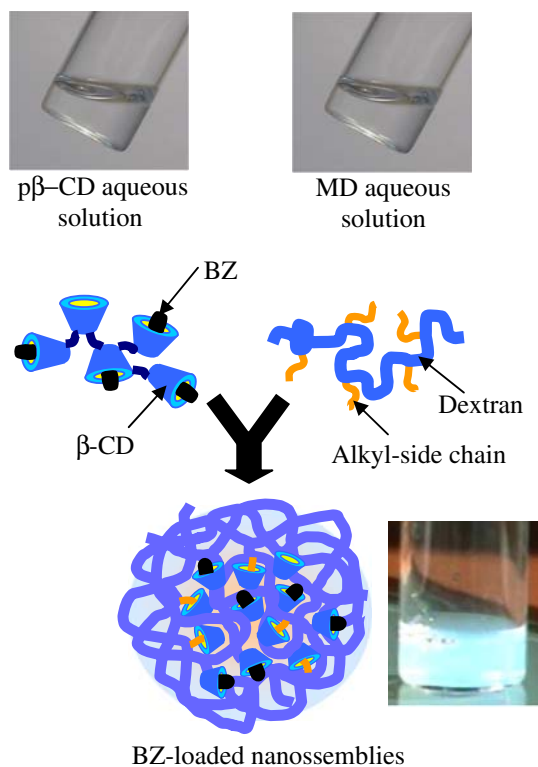 pβ–CD aqueous
solution
MD aqueous
solution
BZ
β-CD
Dextran
Alkyl-side chain
BZ-loaded nanossemblies